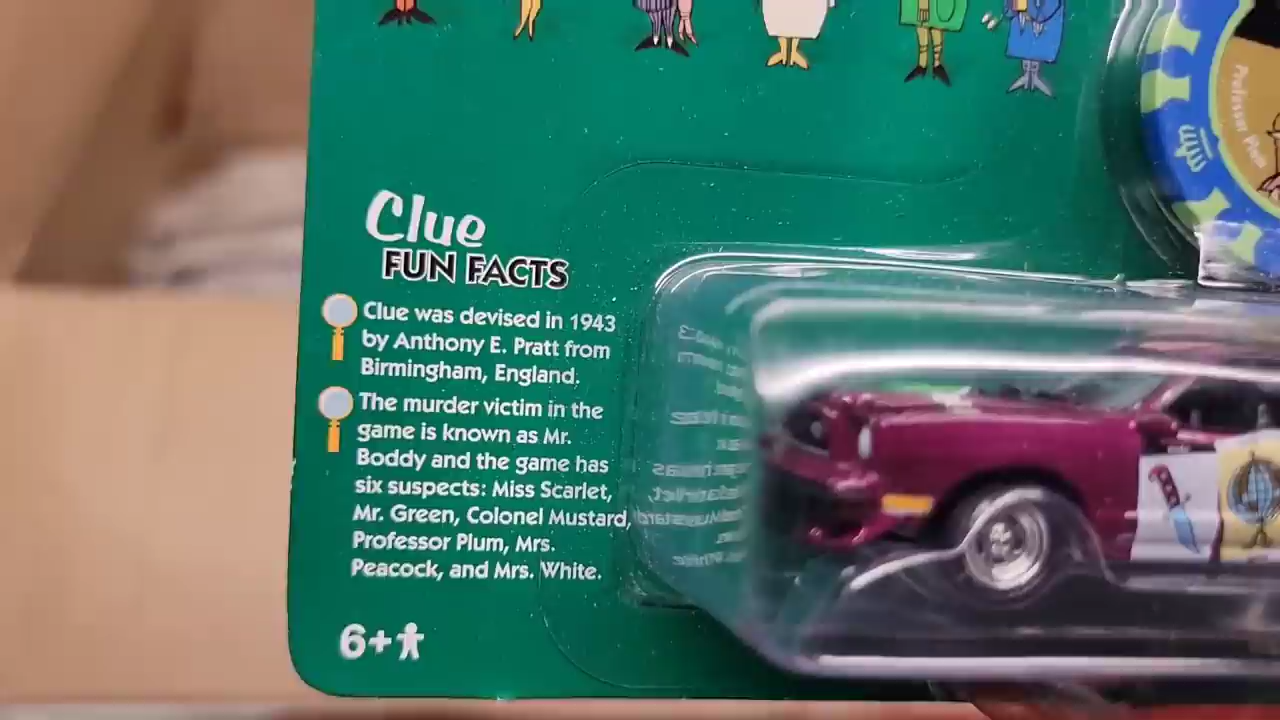 Professor Plum
Clue
FUN FACTS
Clue was devised in 1943
by Anthony E. Pratt from
Birmingham, England.
The murder victim in the
game is known as Mr.
Boddy and the game has
six suspects: Miss Scarlet,
Mr. Green, Colonel Mustard,
Professor Plum, Mrs.
Peacock, and Mrs. White.
6+